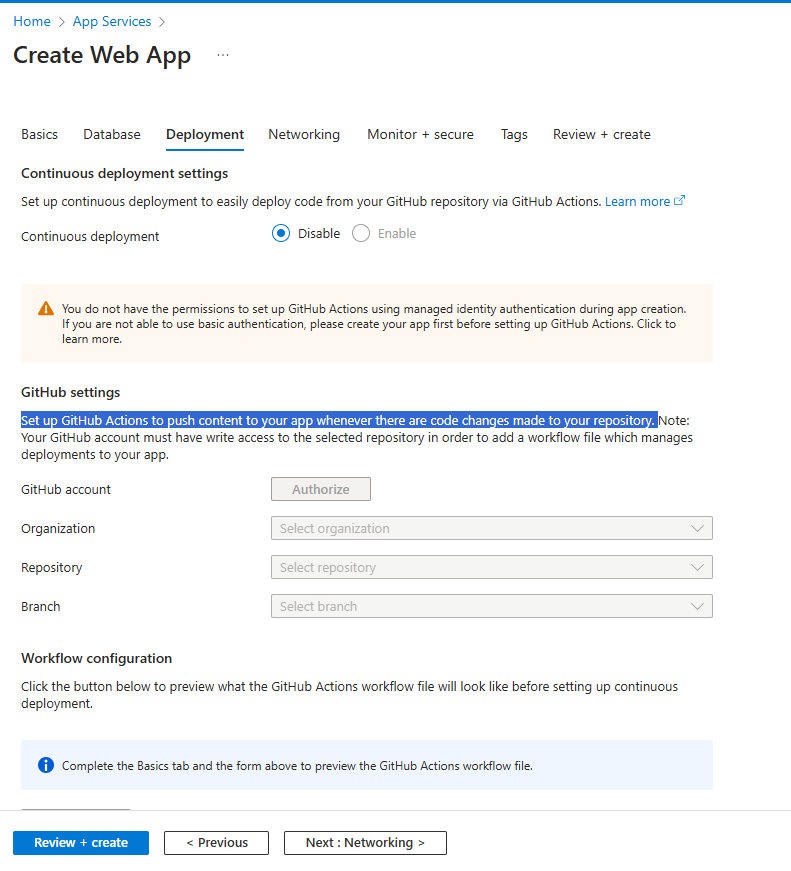 Home > App Services >
Create Web App ...
Basics Database Deployment Networking Monitor + secure Tags Review + create
Continuous deployment settings
Set up continuous deployment to easily deploy code from your GitHub repository via GitHub Actions. Learn more
Continuous deployment Disable Enable
You do not have the permissions to set up GitHub Actions using managed identity authentication during app creation.
If you are not able to use basic authentication, please create your app first before setting up GitHub Actions. Click to
learn more.
GitHub settings
Set up GitHub Actions to push content to your app whenever there are code changes made to your repository. Note:
Your GitHub account must have write access to the selected repository in order to add a workflow file which manages
deployments to your app.
GitHub account Authorize
Organization Select organization
Repository Select repository
Branch Select branch
Workflow configuration
Click the button below to preview what the GitHub Actions workflow file will look like before setting up continuous
deployment.
Complete the Basics tab and the form above to preview the GitHub Actions workflow file.
Review + create < Previous Next : Networking >